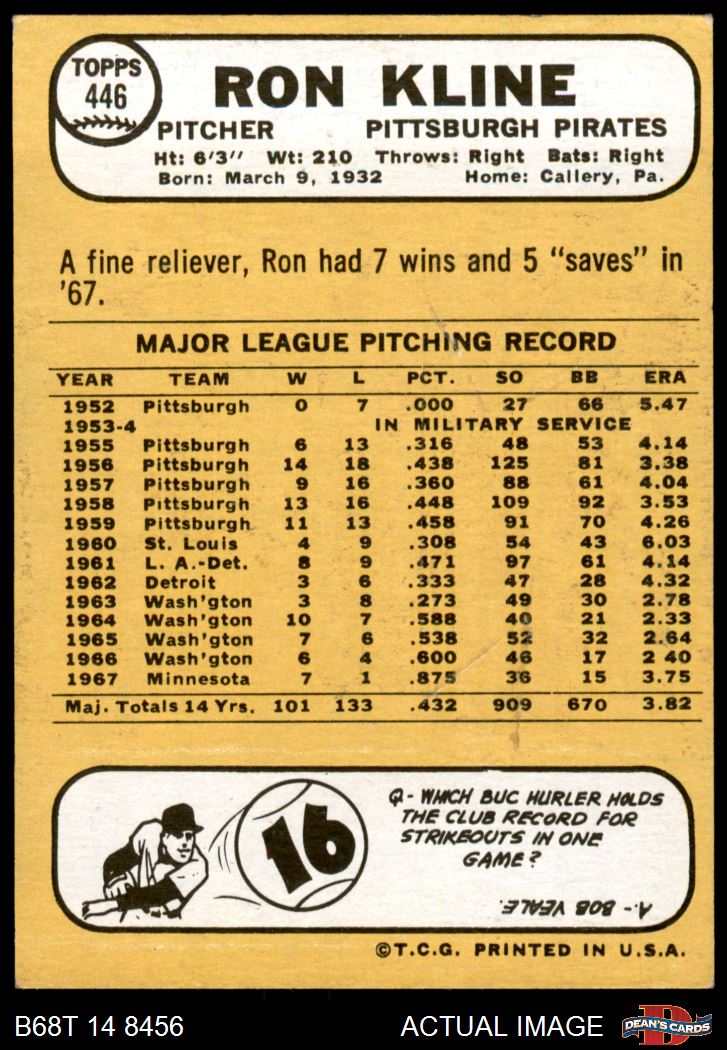 TOPPS
446
RON KLINE
PITCHER PITTSBURGH PIRATES
Ht: 6'3" Wt: 210 Throws: Right Bats: Right
Born: March 9, 1932 Home: Callery, Pa.
A fine reliever, Ron had 7 wins and 5 "saves" in
'67.
MAJOR LEAGUE PITCHING RECORD
YEAR TEAM W L PCT. SO BB ERA
1952 Pittsburgh 0 7 .000 27 66 5.47
1953-4 IN MILITARY SERVICE
1955 Pittsburgh 6 13 .316 48 53 4.14
1956 Pittsburgh 14 18 .438 125 81 3.38
1957 Pittsburgh 9 16 .360 88 61 4.04
1958 Pittsburgh 13 16 .448 109 92 3.53
1959 Pittsburgh 11 13 .458 91 70 4.26
1960 St. Louis 4 9 .308 54 43 6.03
1961 L. A.-Det. 8 9 .471 97 61 4.14
1962 Detroit 3 6 .333 47 28 4.32
1963 Wash'gton 3 8 .273 49 30 2.78
1964 Wash'gton 10 7 .588 40 21 2.33
1965 Wash'gton 7 6 .538 52 32 2.64
1966 Wash'gton 6 4 .600 46 17 2 40
1967 Minnesota 7 1 .875 36 15 3.75
Maj. Totals 14 Yrs. 101 133 .432 909 670 3.82
16
Q- WHICH BUC HURLER HOLDS
THE CLUB RECORD FOR
STRIKEOUTS IN ONE
GAME?
A- BOB VEALE.
©T.C.G. PRINTED IN U.S.A.
B68T 14 8456 ACTUAL IMAGE
DEAN'S CARDS